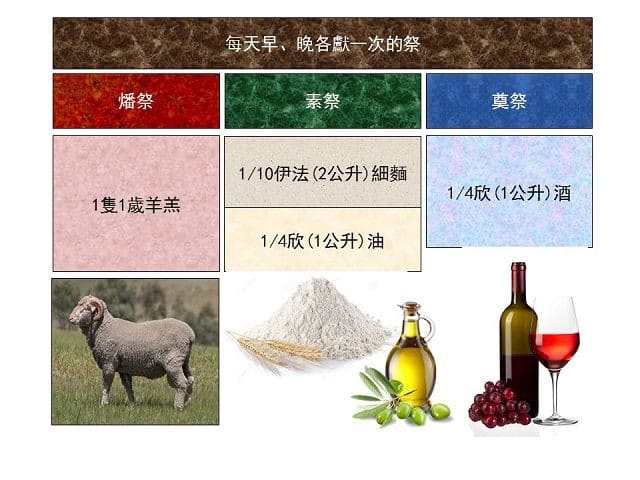 每天早、晚各獻一次的祭
燔祭
素祭
奠祭
1隻1歲羊羔
1/10伊法(2公升)細麵
1/4欣(1公升)油
1/4欣(1公升)酒